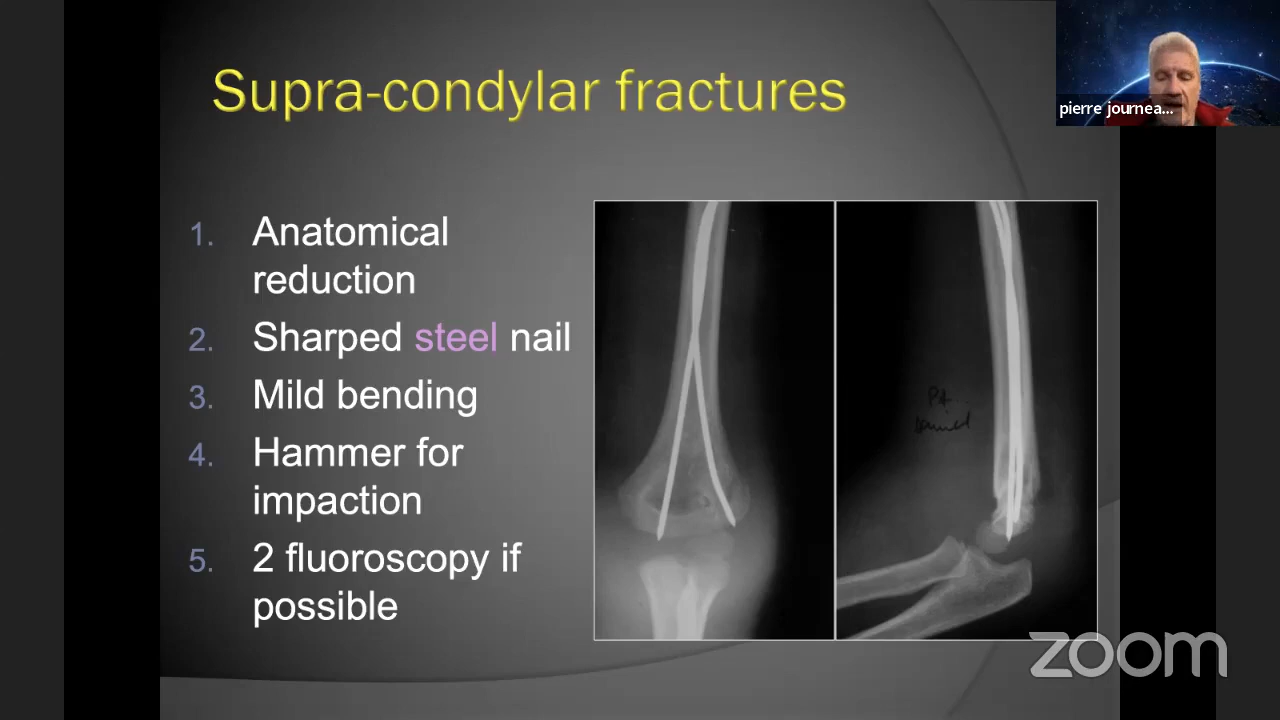 Supra-condylar fractures
pierre journea...
1. Anatomical
reduction
2. Sharped steel nail
3. Mild bending
4. Hammer for
impaction
5. 2 fluoroscopy if
possible
zoom